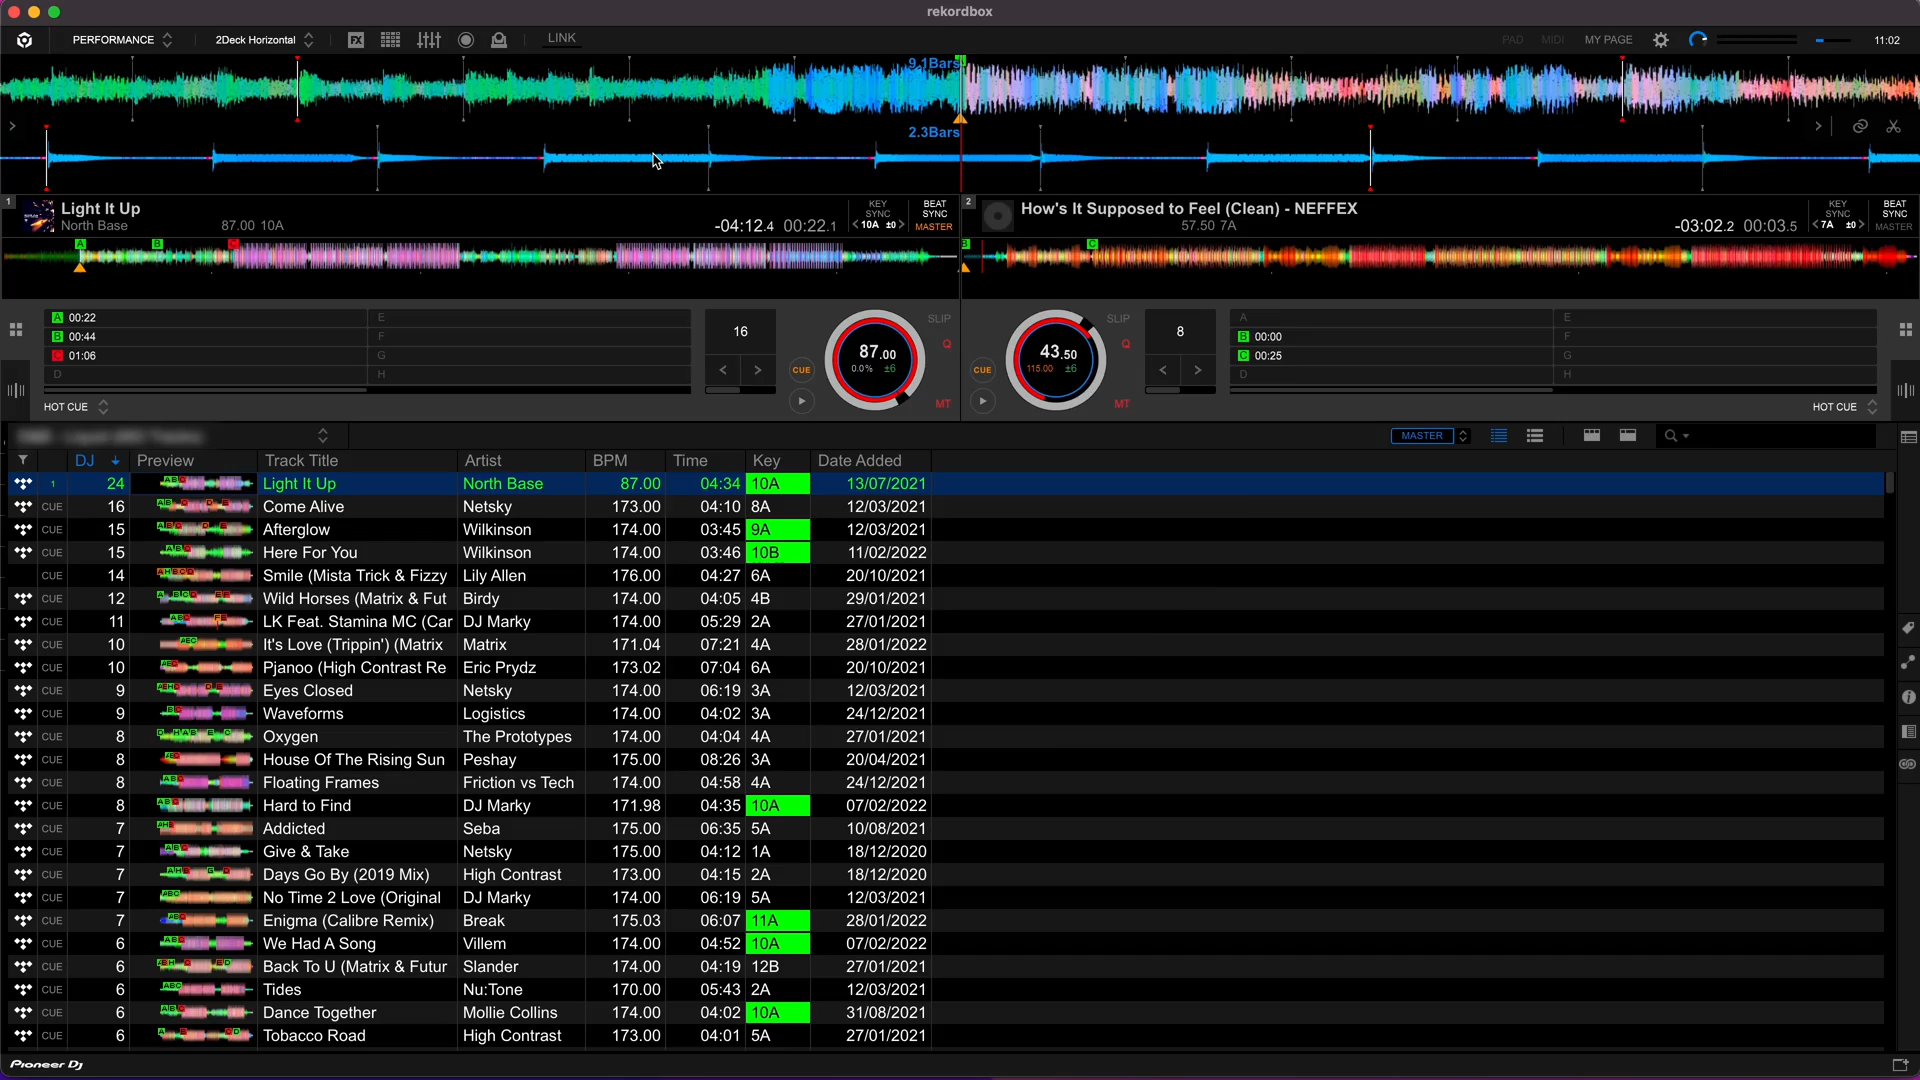 rekordbox
PERFORMANCE 2Deck Horizontal FX LINK PAD MIDI MY PAGE 11:02
9.1Bars
2.3Bars
1 Light It Up
North Base 87.00 10A -04:12.4 00:22.1
KEY SYNC < 10A ±0 > BEAT SYNC MASTER
2 How's It Supposed to Feel (Clean) - NEFFEX
57.50 7A -03:02.2 00:03.5
KEY SYNC < 7A ±0 > BEAT SYNC MASTER
A B C
B C
A 00:22 E
B 00:44 F
C 01:06 G
D H
HOT CUE
16
CUE
87.00
0.0% ±6
SLIP
Q
MT
CUE
43.50
115.00 ±6
SLIP
Q
MT
8
A E
B 00:00 F
C 00:25 G
D H
HOT CUE
MASTER
DJ Preview Track Title Artist BPM Time Key Date Added
1 24 Light It Up North Base 87.00 04:34 10A 13/07/2021
CUE 16 Come Alive Netsky 173.00 04:10 8A 12/03/2021
CUE 15 Afterglow Wilkinson 174.00 03:45 9A 12/03/2021
CUE 15 Here For You Wilkinson 174.00 03:46 10B 11/02/2022
CUE 14 Smile (Mista Trick & Fizzy Lily Allen 176.00 04:27 6A 20/10/2021
CUE 12 Wild Horses (Matrix & Fut Birdy 174.00 04:05 4B 29/01/2021
CUE 11 LK Feat. Stamina MC (Car DJ Marky 174.00 05:29 2A 27/01/2021
CUE 10 It's Love (Trippin') (Matrix Matrix 171.04 07:21 4A 28/01/2022
CUE 10 Pjanoo (High Contrast Re Eric Prydz 173.02 07:04 6A 20/10/2021
CUE 9 Eyes Closed Netsky 174.00 06:19 3A 12/03/2021
CUE 9 Waveforms Logistics 174.00 04:02 3A 24/12/2021
CUE 8 Oxygen The Prototypes 174.00 04:04 4A 27/01/2021
CUE 8 House Of The Rising Sun Peshay 175.00 08:26 3A 20/04/2021
CUE 8 Floating Frames Friction vs Tech 174.00 04:58 4A 24/12/2021
CUE 8 Hard to Find DJ Marky 171.98 04:35 10A 07/02/2022
CUE 7 Addicted Seba 175.00 06:35 5A 10/08/2021
CUE 7 Give & Take Netsky 175.00 04:12 1A 18/12/2020
CUE 7 Days Go By (2019 Mix) High Contrast 173.00 04:15 2A 18/12/2020
CUE 7 No Time 2 Love (Original DJ Marky 174.00 06:19 5A 12/03/2021
CUE 7 Enigma (Calibre Remix) Break 175.03 06:07 11A 28/01/2022
CUE 6 We Had A Song Villem 174.00 04:52 10A 07/02/2022
CUE 6 Back To U (Matrix & Futur Slander 174.00 04:19 12B 27/01/2021
CUE 6 Tides Nu:Tone 170.00 05:43 2A 12/03/2021
CUE 6 Dance Together Mollie Collins 174.00 04:02 10A 31/08/2021
CUE 6 Tobacco Road High Contrast 173.00 04:01 5A 27/01/2021
Pioneer Dj